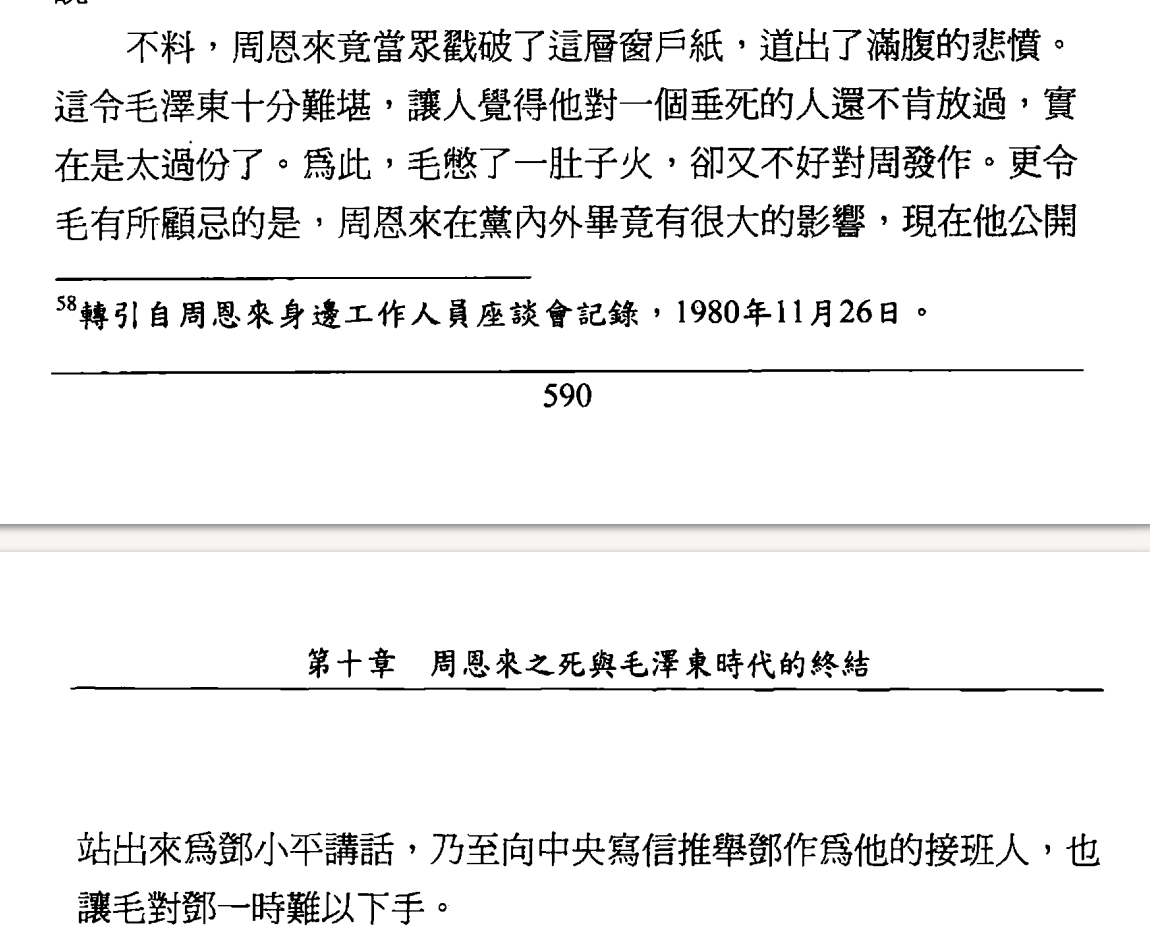 不料，周恩來竟當眾戳破了這層窗戶紙，道出了滿腹的悲憤。
這令毛澤東十分難堪，讓人覺得他對一個垂死的人還不肯放過，實
在是太過份了。爲此，毛憋了一肚子火，卻又不好對周發作。更令
毛有所顧忌的是，周恩來在黨內外畢竟有很大的影響，現在他公開
58轉引自周恩來身邊工作人員座談會記錄，1980年11月26日。
590
第十章　周恩來之死與毛澤東時代的終結
站出來爲鄧小平講話，乃至向中央寫信推舉鄧作爲他的接班人，也
讓毛對鄧一時難以下手。